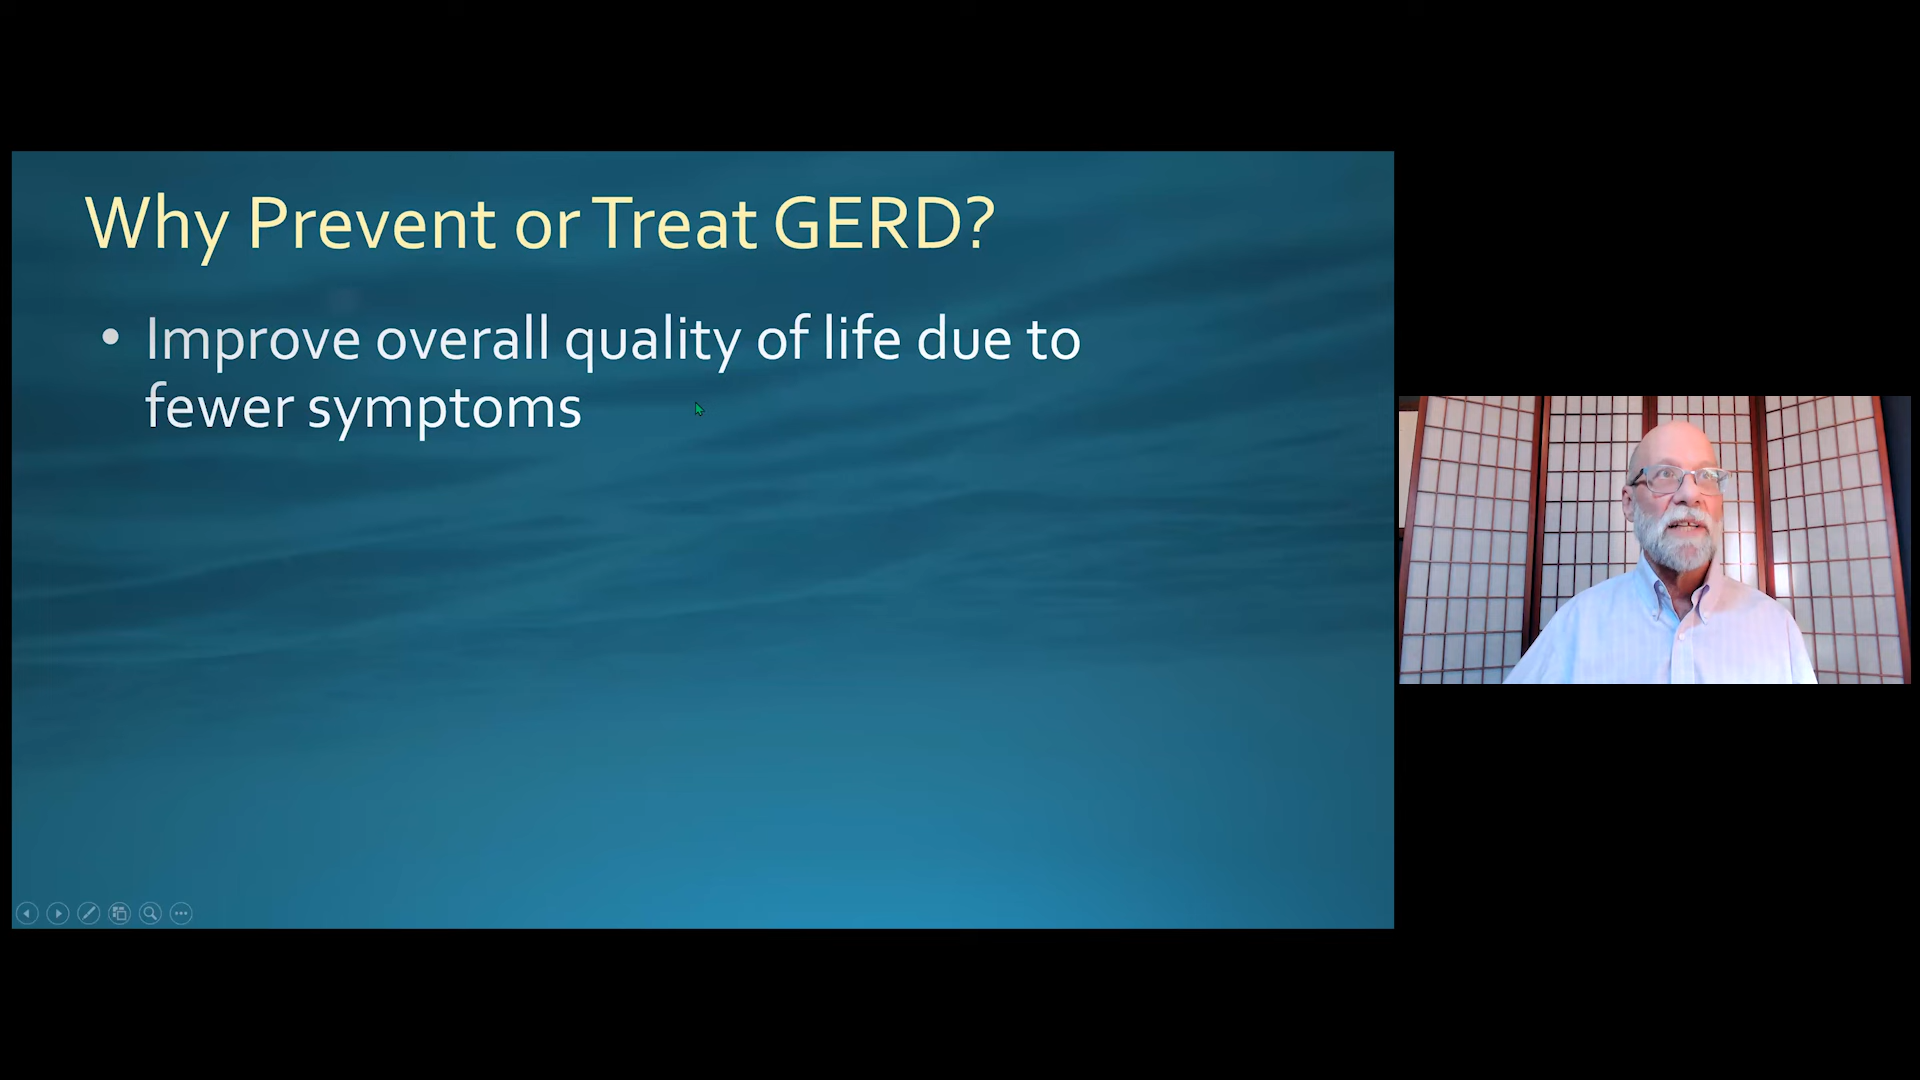 Why Prevent or Treat GERD?
• Improve overall quality of life due to
fewer symptoms